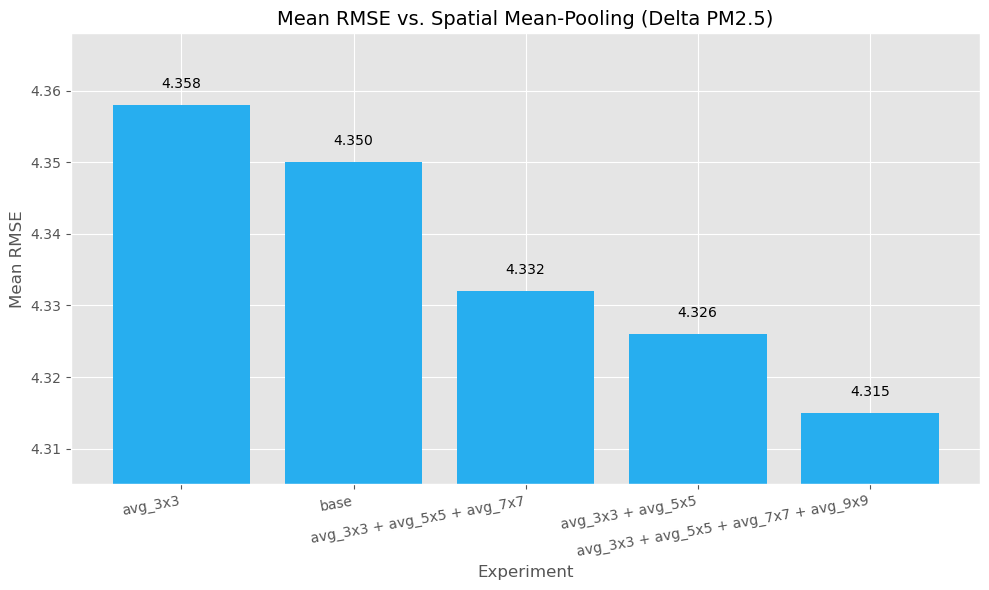 Mean RMSE vs. Spatial Mean-Pooling (Delta PM2.5)
Mean RMSE
4.36
4.35
4.34
4.33
4.32
4.31
4.358
4.350
4.332
4.326
4.315
avg_3x3
base
avg_3x3 + avg_5x5 + avg_7x7
avg_3x3 + avg_5x5
avg_3x3 + avg_5x5 + avg_7x7 + avg_9x9
Experiment